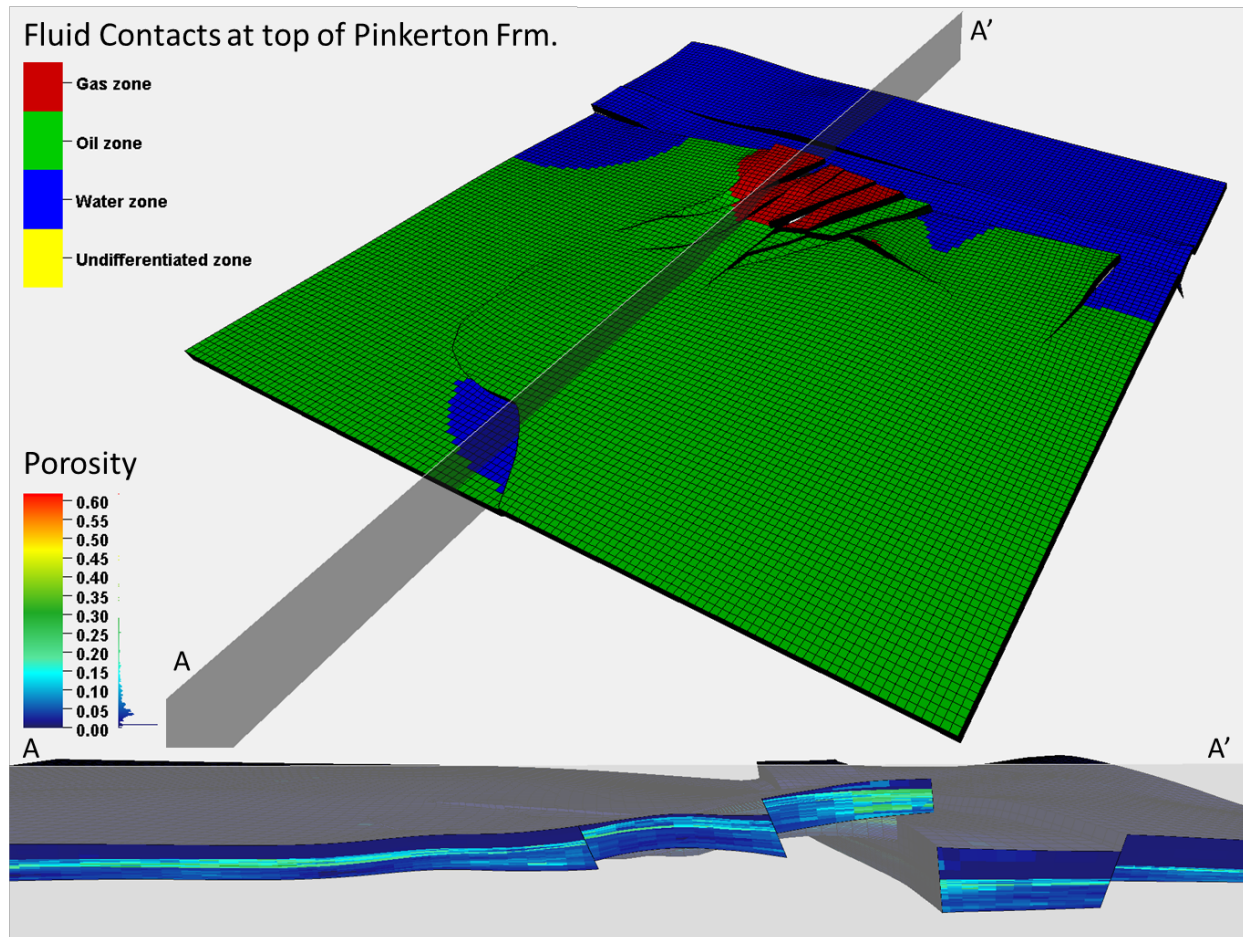 Fluid Contacts at top of Pinkerton Frm.
Gas zone
Oil zone
Water zone
Undifferentiated zone
A’
Porosity
0.60
0.55
0.50
0.45
0.40
0.35
0.30
0.25
0.20
0.15
0.10
0.05
0.00
A
A
A’